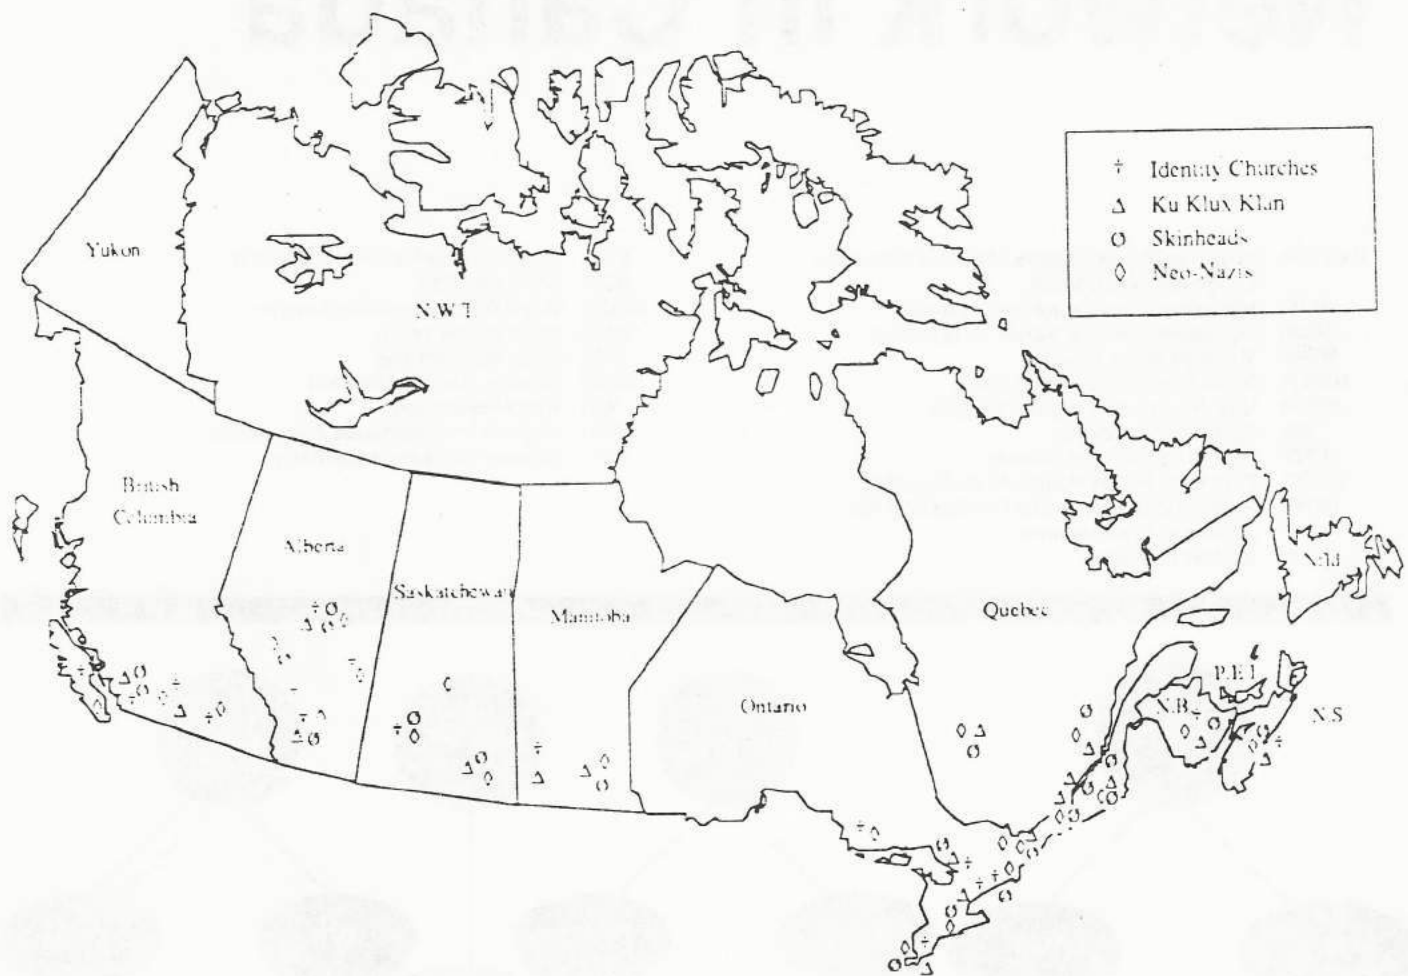 † Identity Churches
Δ Ku Klux Klan
Ø Skinheads
◊ Neo-Nazis
Yukon
N.W.T.
British
Columbia
Alberta
Saskatchewan
Manitoba
Ontario
Quebec
Nfld
P.E.I.
N.B.
N.S.